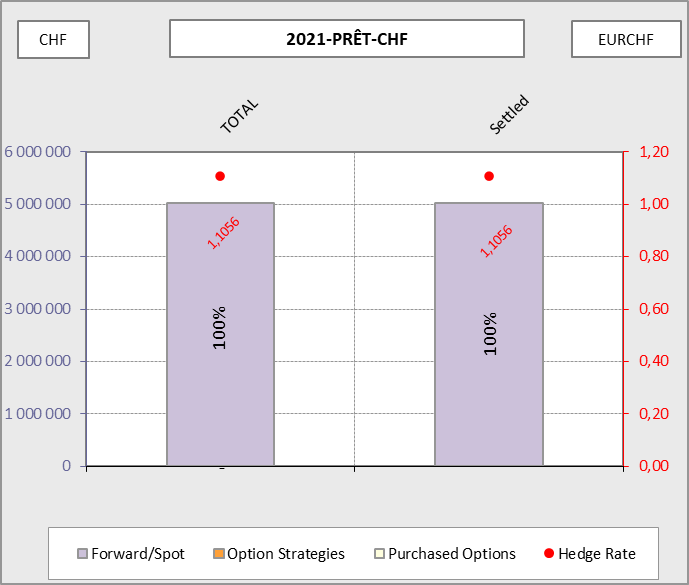 CHF
2021-PRÊT-CHF
EURCHF
TOTAL
Settled
6 000 000
5 000 000
4 000 000
3 000 000
2 000 000
1 000 000
0
1,1056
100%
1,1056
100%
1,20
1,00
0,80
0,60
0,40
0,20
0,00
Forward/Spot Option Strategies Purchased Options Hedge Rate